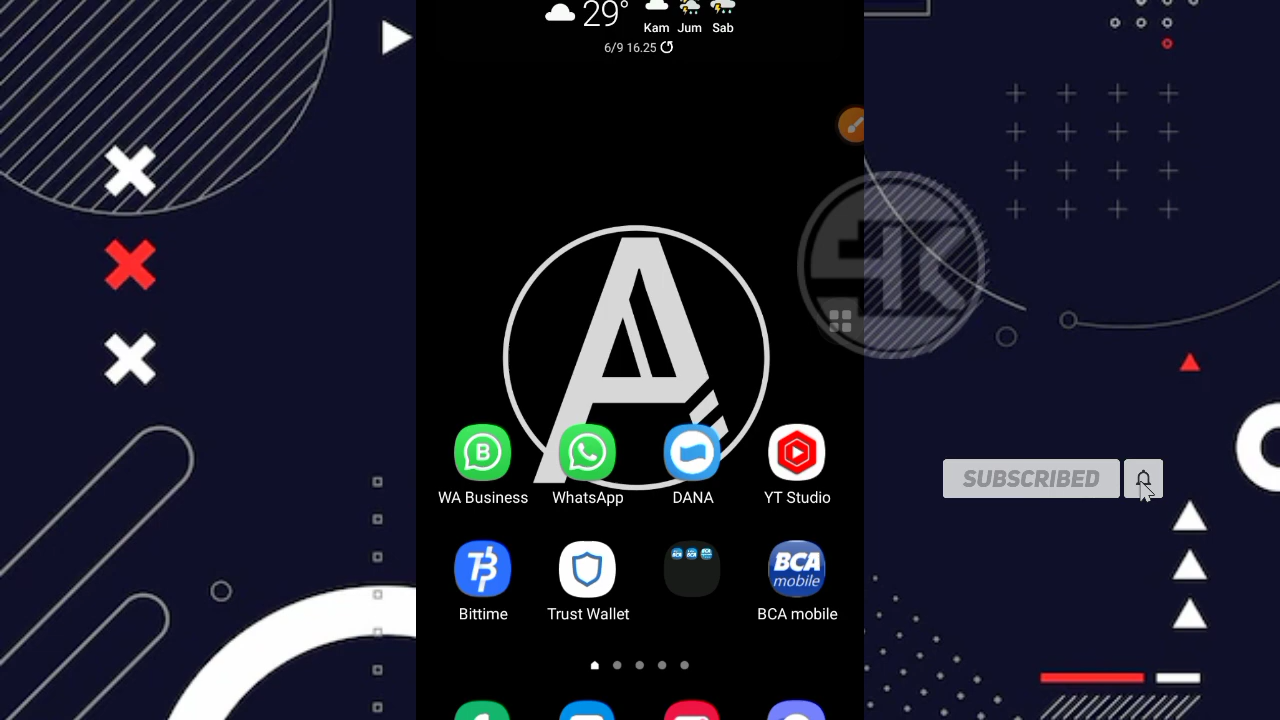 29°
Kam Jum Sab
6/9 16.25
A
WA Business WhatsApp DANA YT Studio
B
BCA mobile
Bittime Trust Wallet BCA mobile
SUBSCRIBED